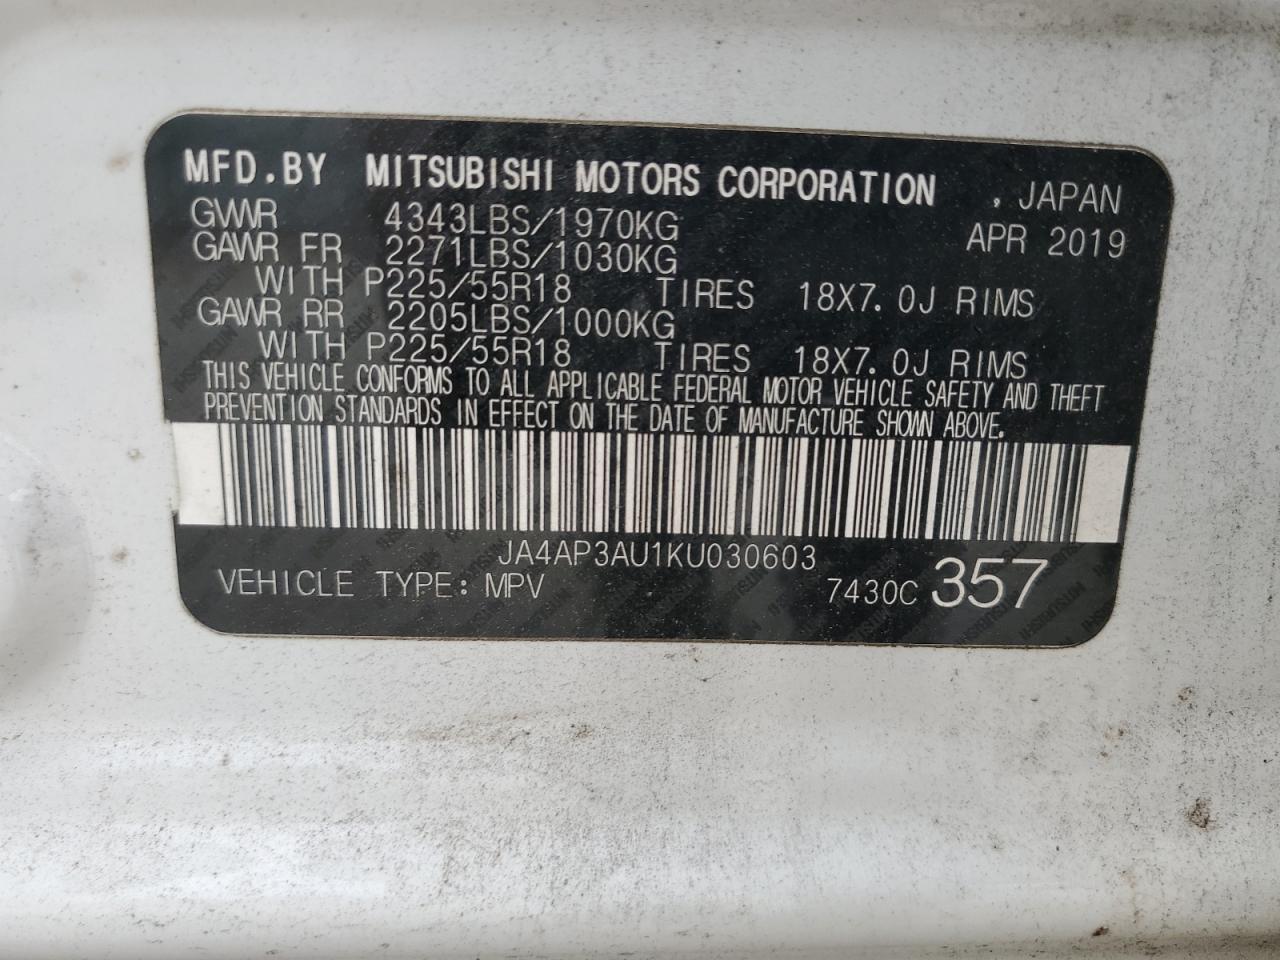 MFD.BY MITSUBISHI MOTORS CORPORATION , JAPAN
GVWR 4343LBS/1970KG APR 2019
GAWR FR 2271LBS/1030KG
WITH P225/55R18 TIRES 18X7.0J RIMS
GAWR RR 2205LBS/1000KG
WITH P225/55R18 TIRES 18X7.0J RIMS
THIS VEHICLE CONFORMS TO ALL APPLICABLE FEDERAL MOTOR VEHICLE SAFETY AND THEFT
PREVENTION STANDARDS IN EFFECT ON THE DATE OF MANUFACTURE SHOWN ABOVE.
JA4AP3AU1KU030603
VEHICLE TYPE: MPV 7430C 357